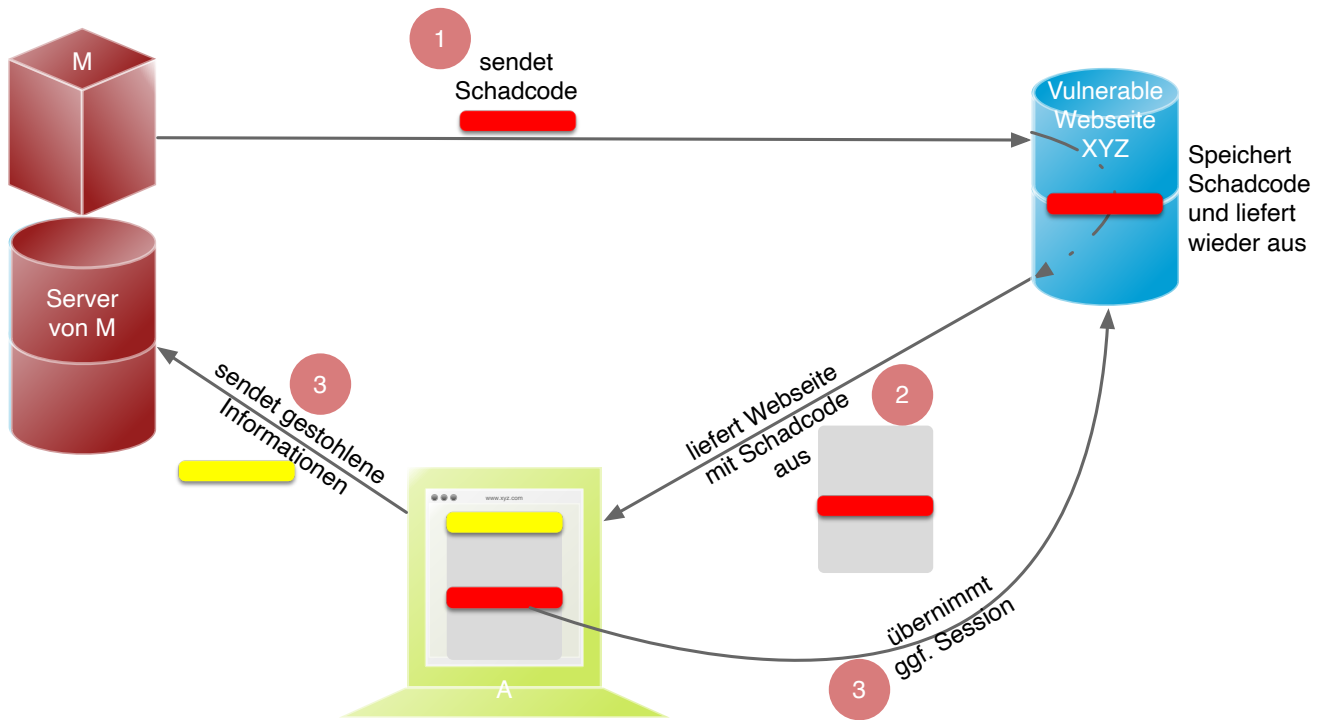 M
1
sendet
Schadcode
Vulnerable
Webseite
XYZ
Speichert
Schadcode
und liefert
wieder aus
Server
von M
3
sendet gestohlene
Informationen
liefert Webseite
mit Schadcode
aus
2
www.xyz.com
A
übernimmt
ggf. Session
3